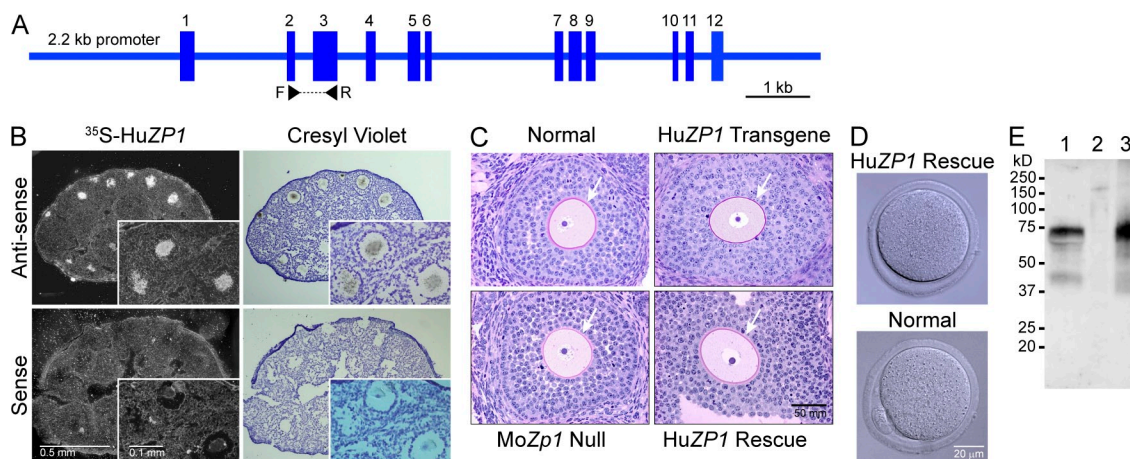 A
2.2 kb promoter
1 2 3 4 5 6 7 8 9 10 11 12
F R
1 kb
B
³⁵S-HuZP1
Cresyl Violet
Anti-sense
Sense
0.5 mm
0.1 mm
C
Normal
HuZP1 Transgene
MoZp1 Null
HuZP1 Rescue
50 mm
D
HuZP1 Rescue
Normal
20 µm
E
1 2 3
kD
250
150
100
75
50
37
25
20